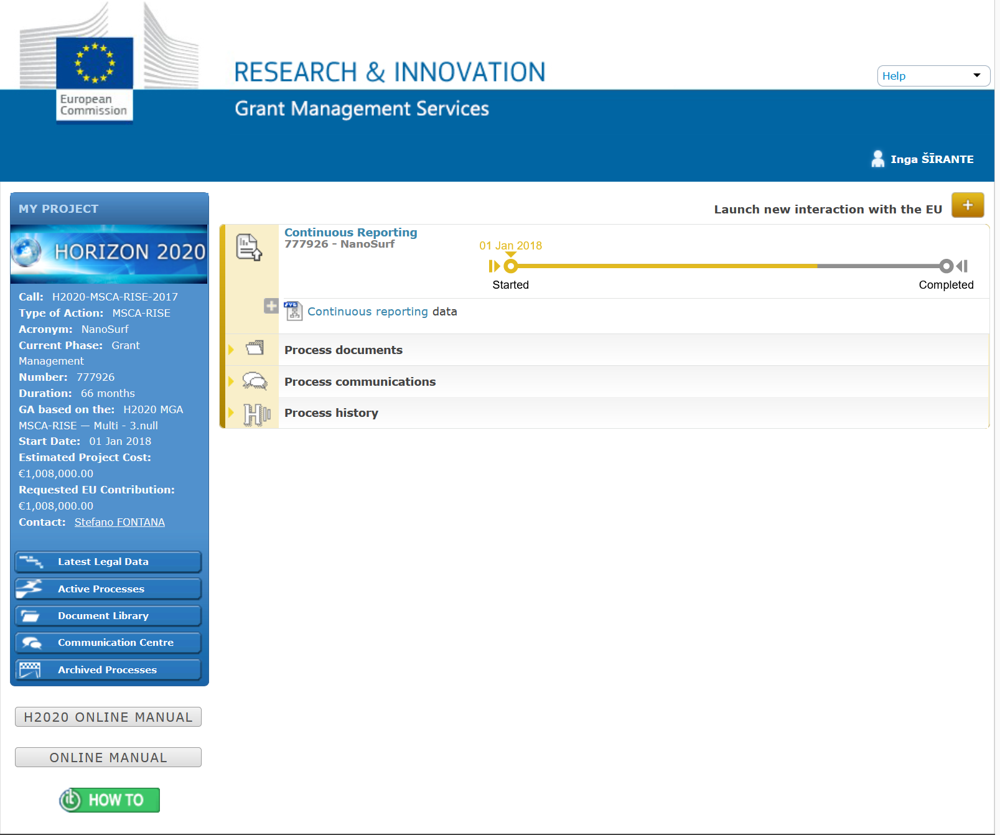 RESEARCH & INNOVATION
Help
European
Commission
Grant Management Services
Inga ŠĪRANTE
MY PROJECT
HORIZON 2020
Call: H2020-MSCA-RISE-2017
Type of Action: MSCA-RISE
Acronym: NanoSurf
Current Phase: Grant
Management
Number: 777926
Duration: 66 months
GA based on the: H2020 MGA
MSCA-RISE — Multi - 3.null
Start Date: 01 Jan 2018
Estimated Project Cost:
€1,008,000.00
Requested EU Contribution:
€1,008,000.00
Contact: Stefano FONTANA
Latest Legal Data
Active Processes
Document Library
Communication Centre
Archived Processes
H2020 ONLINE MANUAL
ONLINE MANUAL
it HOW TO
Launch new interaction with the EU
Continuous Reporting
777926 - NanoSurf
01 Jan 2018
Started
Completed
Continuous reporting data
Process documents
Process communications
H Process history